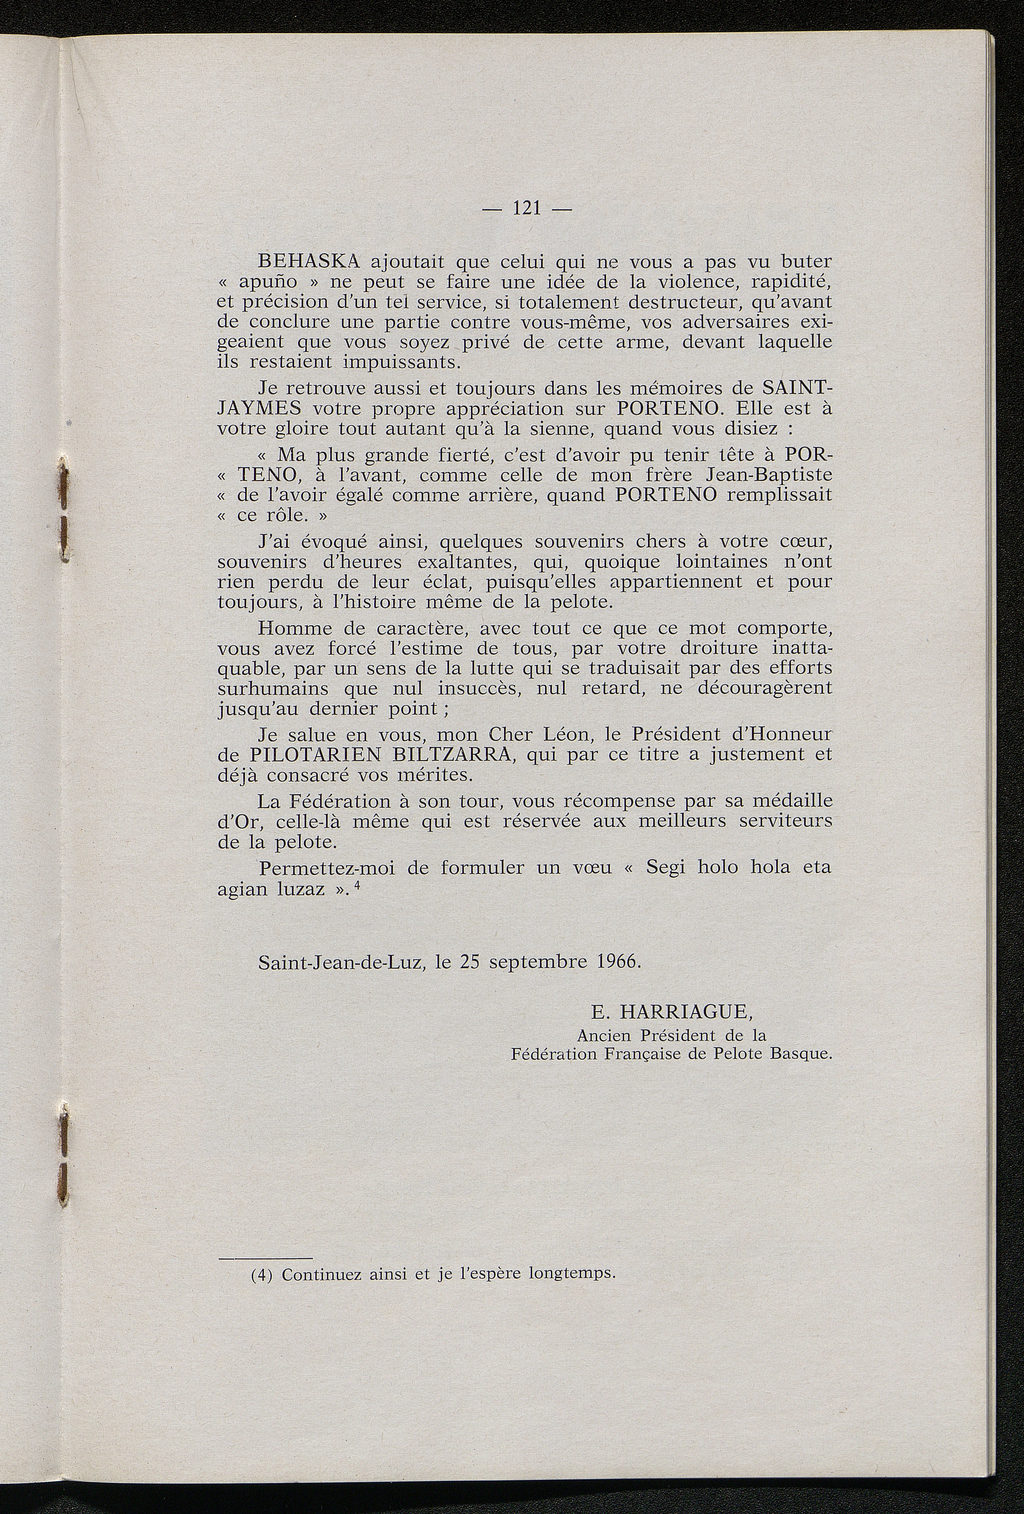 — 121 —
BEHASKA ajoutait que celui qui ne vous a pas vu buter
« apuño » ne peut se faire une idée de la violence, rapidité,
et précision d'un tel service, si totalement destructeur, qu'avant
de conclure une partie contre vous-même, vos adversaires exi-
geaient que vous soyez privé de cette arme, devant laquelle
ils restaient impuissants.
Je retrouve aussi et toujours dans les mémoires de SAINT-
JAYMES votre propre appréciation sur PORTENO. Elle est à
votre gloire tout autant qu'à la sienne, quand vous disiez :
« Ma plus grande fierté, c'est d'avoir pu tenir tête à POR-
« TENO, à l'avant, comme celle de mon frère Jean-Baptiste
« de l'avoir égalé comme arrière, quand PORTENO remplissait
« ce rôle. »
J'ai évoqué ainsi, quelques souvenirs chers à votre cœur,
souvenirs d'heures exaltantes, qui, quoique lointaines n'ont
rien perdu de leur éclat, puisqu'elles appartiennent et pour
toujours, à l'histoire même de la pelote.
Homme de caractère, avec tout ce que ce mot comporte,
vous avez forcé l'estime de tous, par votre droiture inatta-
quable, par un sens de la lutte qui se traduisait par des efforts
surhumains que nul insuccès, nul retard, ne découragèrent
jusqu'au dernier point ;
Je salue en vous, mon Cher Léon, le Président d'Honneur
de PILOTARIEN BILTZARRA, qui par ce titre a justement et
déjà consacré vos mérites.
La Fédération à son tour, vous récompense par sa médaille
d'Or, celle-là même qui est réservée aux meilleurs serviteurs
de la pelote.
Permettez-moi de formuler un vœu « Segi holo hola eta
agian luzaz ». 4
Saint-Jean-de-Luz, le 25 septembre 1966.
E. HARRIAGUE,
Ancien Président de la
Fédération Française de Pelote Basque.
(4) Continuez ainsi et je l'espère longtemps.